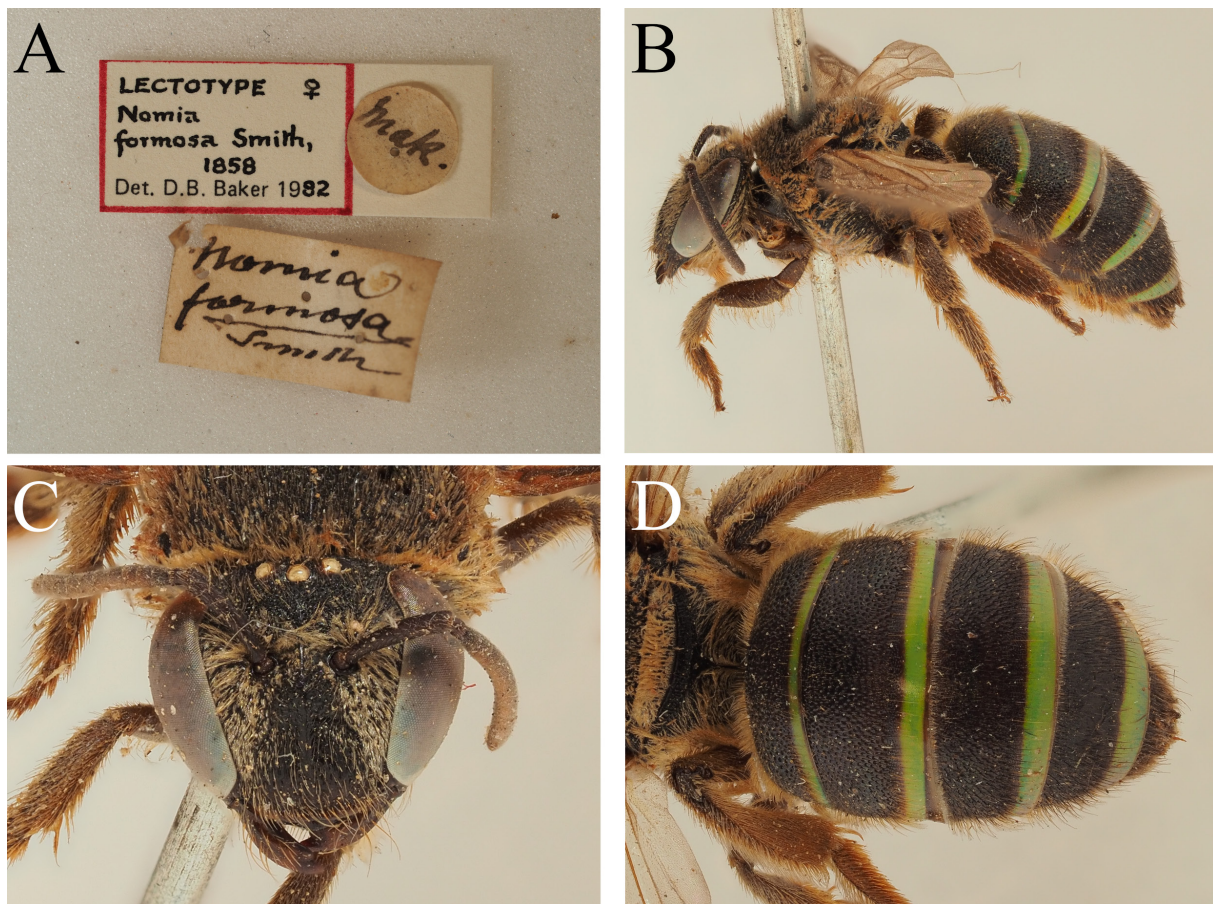 A
LECTOTYPE ♀
Nomia
formosa Smith,
1858
Det. D.B. Baker 1982
Mak.
Nomia
formosa
Smith
B
C
D